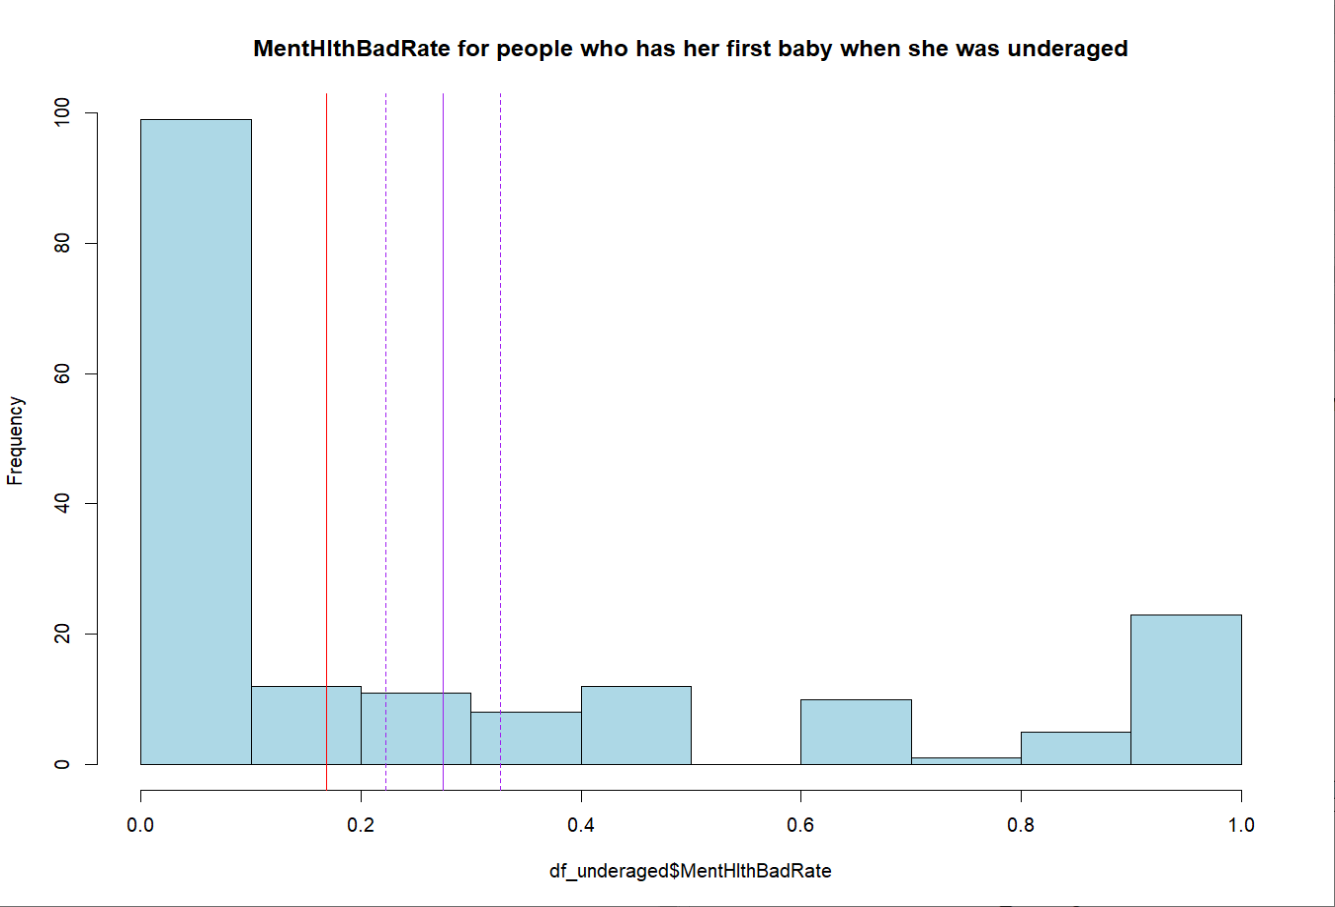 MentHlthBadRate for people who has her first baby when she was underaged
Frequency
100
80
60
40
20
0
0.0 0.2 0.4 0.6 0.8 1.0
df_underaged$MentHlthBadRate